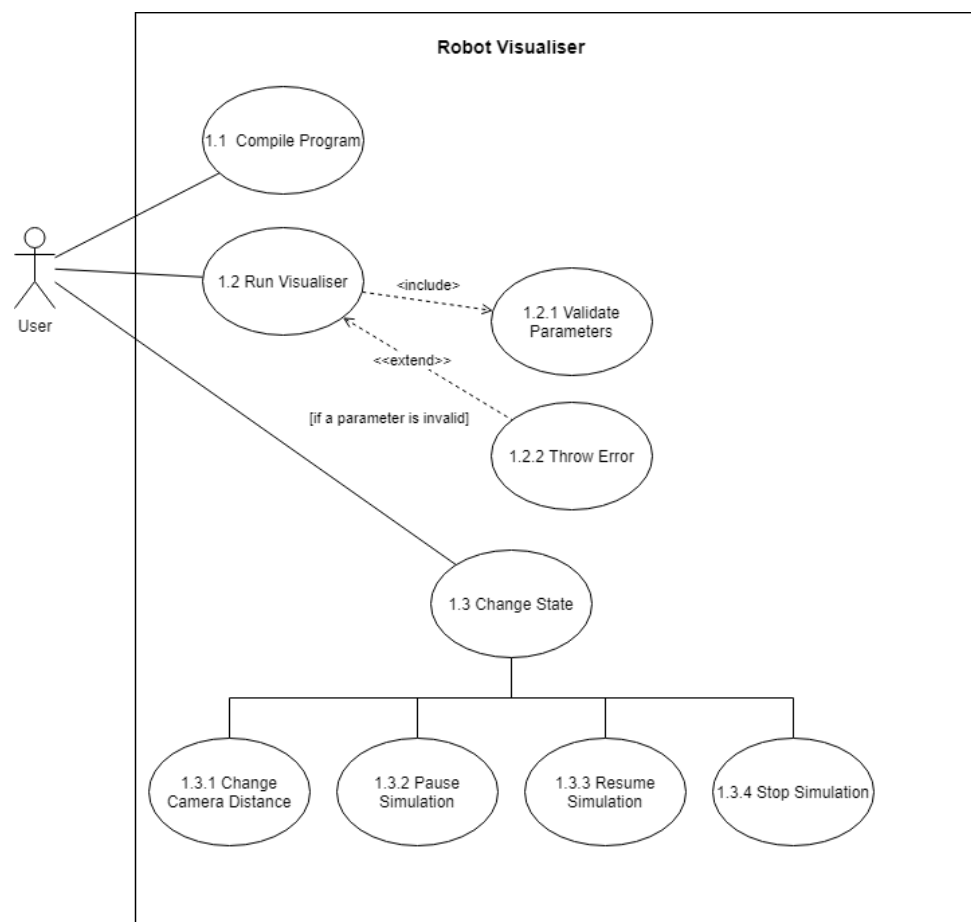 Robot Visualiser
1.1 Compile Program
User
1.2 Run Visualiser
<include>
1.2.1 Validate
Parameters
<<extend>>
[if a parameter is invalid]
1.2.2 Throw Error
1.3 Change State
1.3.1 Change
Camera Distance
1.3.2 Pause
Simulation
1.3.3 Resume
Simulation
1.3.4 Stop Simulation